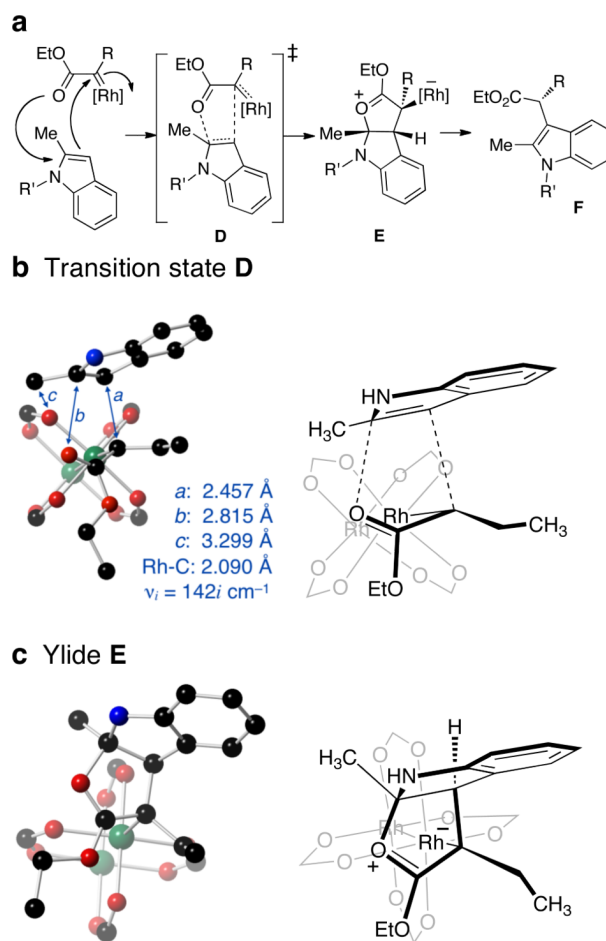 a
EtO
R
O
[Rh]
2-Me
N
R'
EtO
R
O
[Rh]
Me
N
R'
‡
D
EtO
R
–
[Rh]
O
+
Me
H
N
R'
E
R
EtO₂C
2-Me
N
R'
F
b Transition state D
c
b
a
a: 2.457 Å
b: 2.815 Å
c: 3.299 Å
Rh-C: 2.090 Å
νᵢ = 142i cm⁻¹
HN
H₃C
O O
O
O
Rh
O
Rh
O
O
O
O
EtO
CH₃
c Ylide E
H
H₃C
HN
O O
Rh
O
Rh
–
O
O
+
O
O
O
O
EtO
CH₃